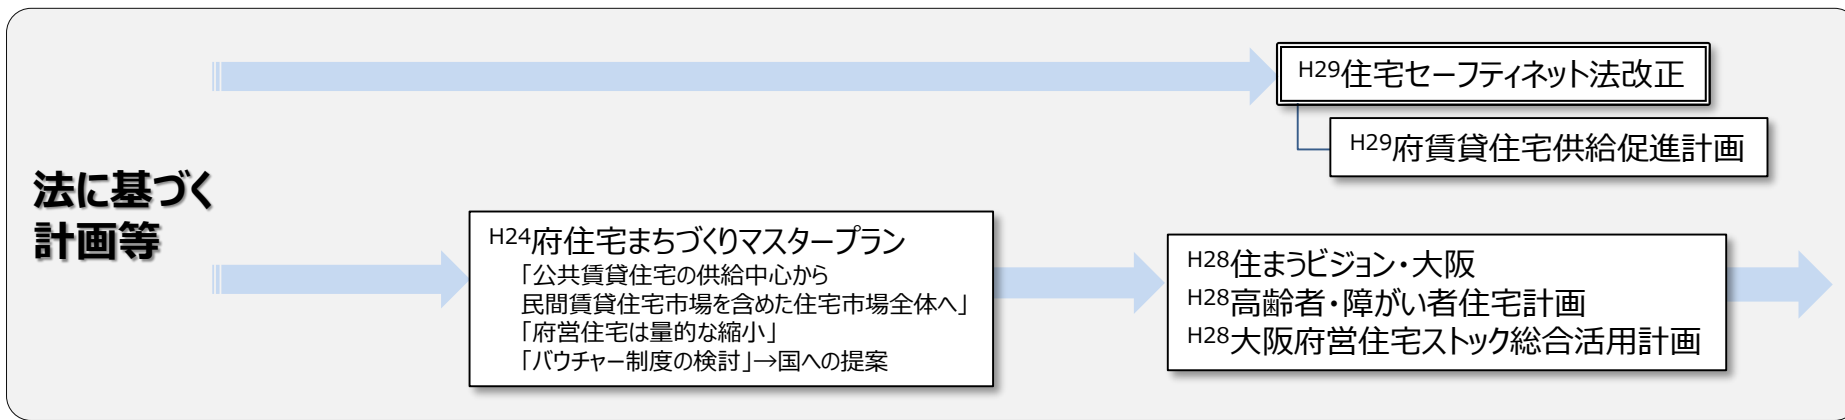 H29住宅セーフティネット法改正
H29府賃貸住宅供給促進計画
法に基づく
計画等
H24府住宅まちづくりマスタープラン
「公共賃貸住宅の供給中心から
民間賃貸住宅市場を含めた住宅市場全体へ」
「府営住宅は量的な縮小」
「バウチャー制度の検討」→国への提案
H28住まうビジョン・大阪
H28高齢者・障がい者住宅計画
H28大阪府営住宅ストック総合活用計画